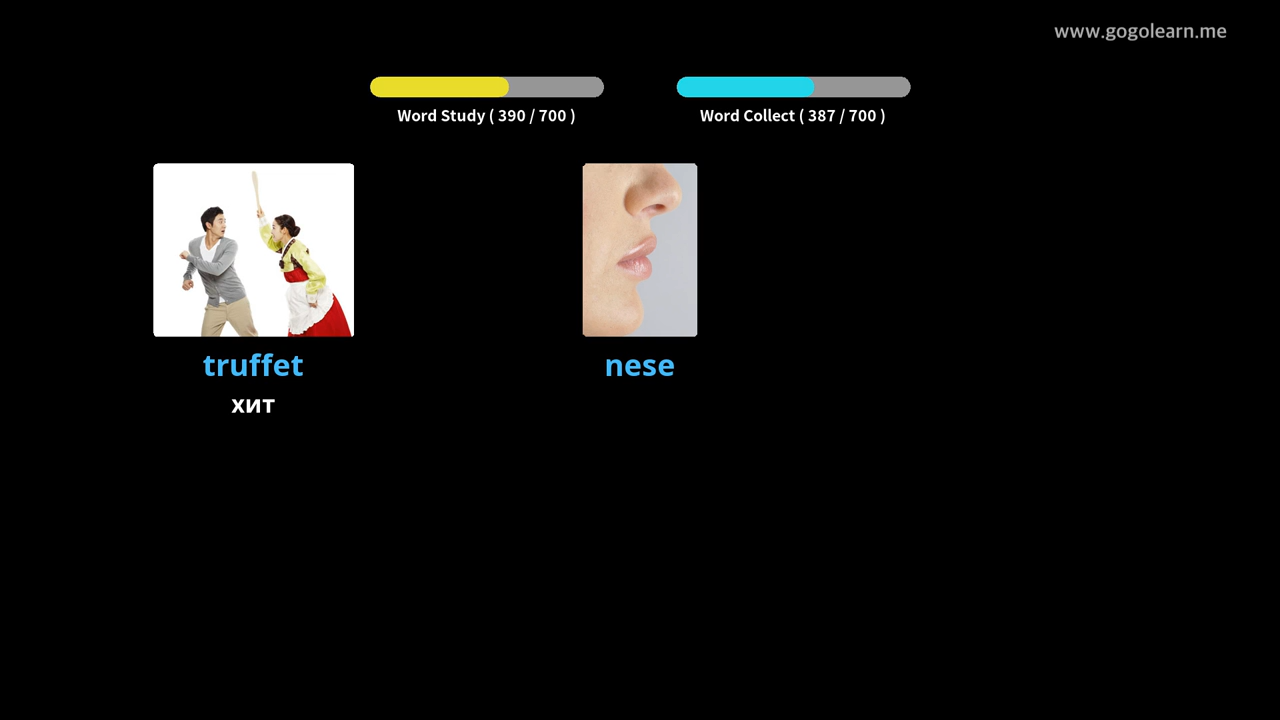 www.gogolearn.me
Word Study ( 390 / 700 )
Word Collect ( 387 / 700 )
truffet
nese
хит